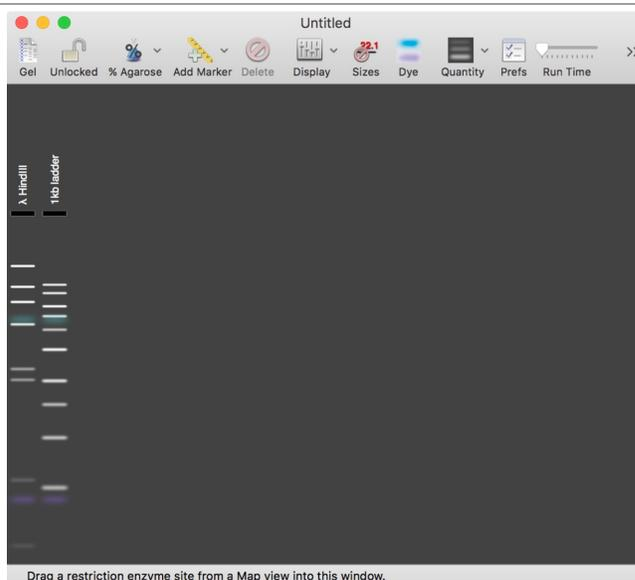 Untitled
22.1
Gel Unlocked % Agarose Add Marker Delete Display Sizes Dye Quantity Prefs Run Time
λ HindIII
1kb ladder
Drag a restriction enzyme site from a Map view into this window.